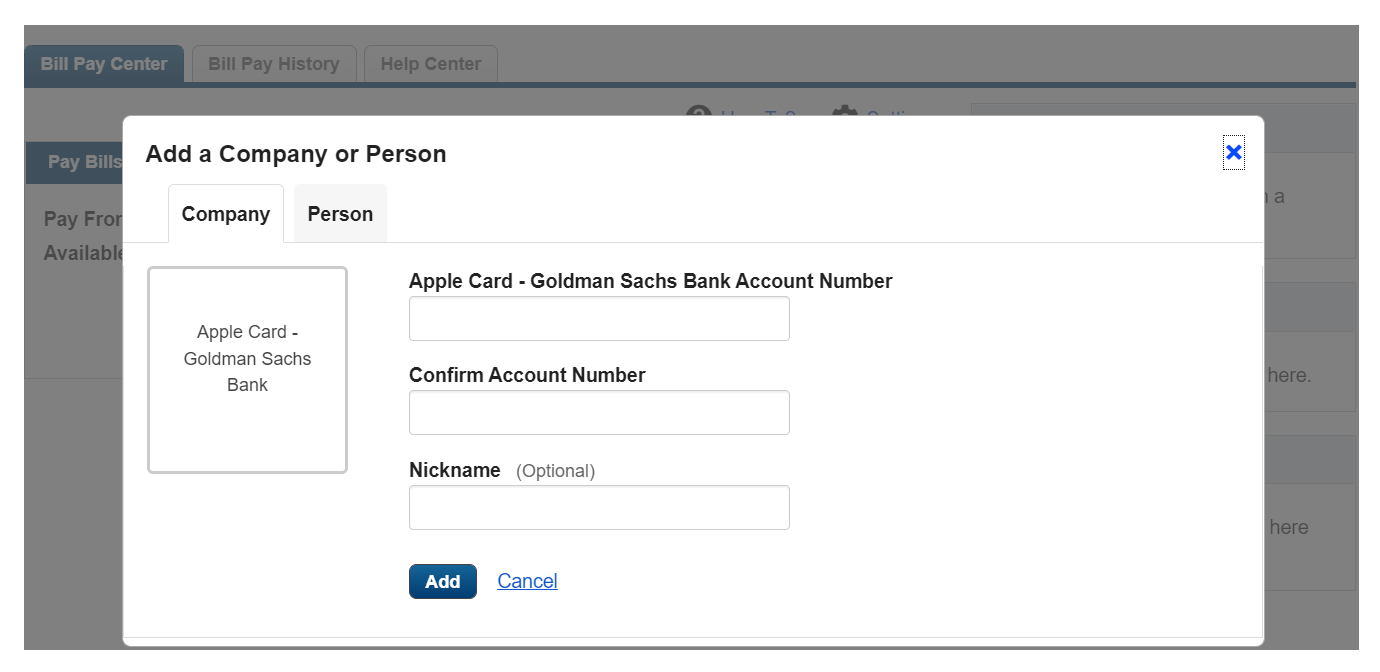 Bill Pay Center
Bill Pay History
Help Center
Add a Company or Person
Pay Bills
Company
Person
Pay
a
Available
Apple Card - Goldman Sachs Bank Account Number
Apple Card -
Goldman Sachs
Bank
Confirm Account Number
here.
Nickname (Optional)
here
Add
Cancel